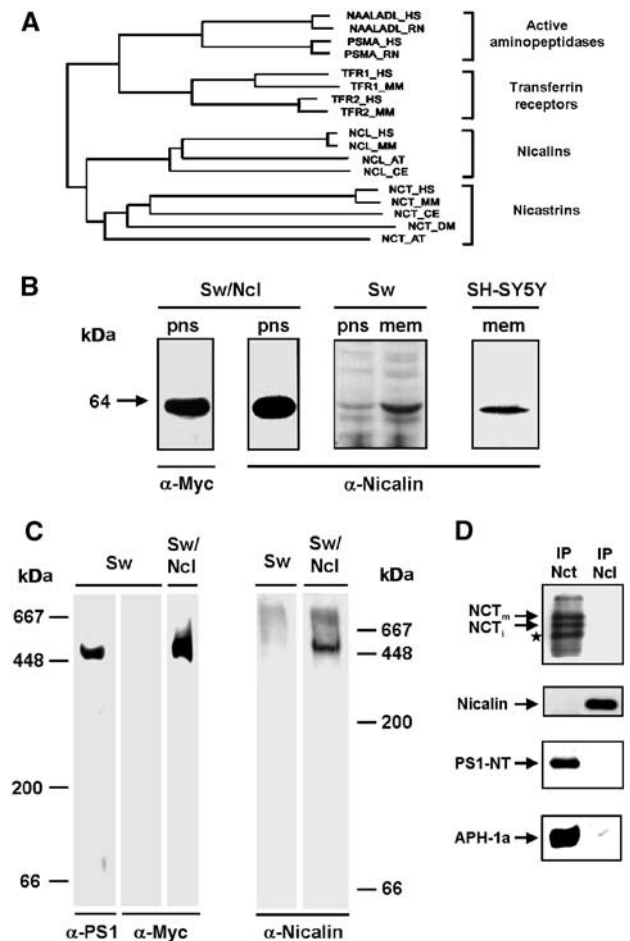 A
NAALADL_HS
NAALADL_RN
PSMA_HS
PSMA_RN
Active
aminopeptidases
TFR1_HS
TFR1_MM
TFR2_HS
TFR2_MM
Transferrin
receptors
NCL_HS
NCL_MM
NCL_AT
NCL_CE
Nicalins
NCT_HS
NCT_MM
NCT_CE
NCT_DM
NCT_AT
Nicastrins
B
Sw/Ncl Sw SH-SY5Y
kDa pns pns pns mem mem
64
α-Myc α-Nicalin
C
Sw Sw/
Ncl
Sw Sw/
Ncl
kDa kDa
667
448
200
66
667
448
200
66
α-PS1 α-Myc α-Nicalin
D
IP IP
Nct Ncl
NCTm
NCTi
★
Nicalin
PS1-NT
APH-1a